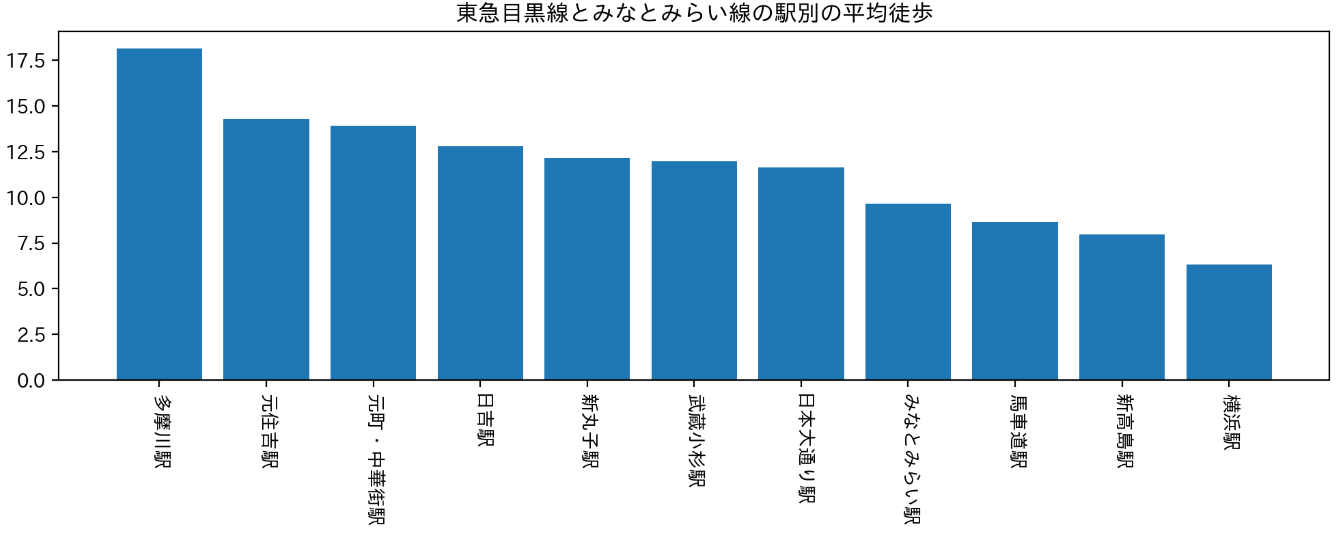 東急目黒線とみなとみらい線の駅別の平均徒歩
17.5
15.0
12.5
10.0
7.5
5.0
2.5
0.0
多摩川駅
元住吉駅
元町・中華街駅
日吉駅
新丸子駅
武蔵小杉駅
日本大通り駅
みなとみらい駅
馬車道駅
新高島駅
横浜駅